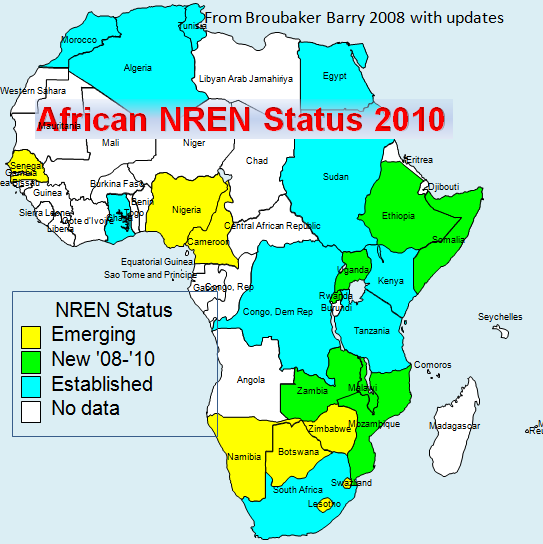 From Broubaker Barry 2008 with updates
Tunisia
Morocco
Algeria
Libyan Arab Jamahiriya
Egypt
Western Sahara
African NREN Status 2010
Mauritania
Mali
Niger
Chad
Sudan
Eritrea
Senegal
Gambia
Guinea
Burkina Faso
Benin
Djibouti
Nigeria
Ethiopia
Sierra Leone
Cote d'Ivoire
Ghana
Togo
Liberia
Central African Republic
Somalia
Cameroon
Equatorial Guinea
Sao Tome and Principe
Uganda
Kenya
Gabon
Congo, Rep
Rwanda
Burundi
Congo, Dem Rep
Tanzania
Seychelles
NREN Status
Emerging
New '08-'10
Established
No data
Angola
Comoros
Malawi
Zambia
Mozambique
Zimbabwe
Madagascar
Botswana
Namibia
Swaziland
South Africa
Lesotho